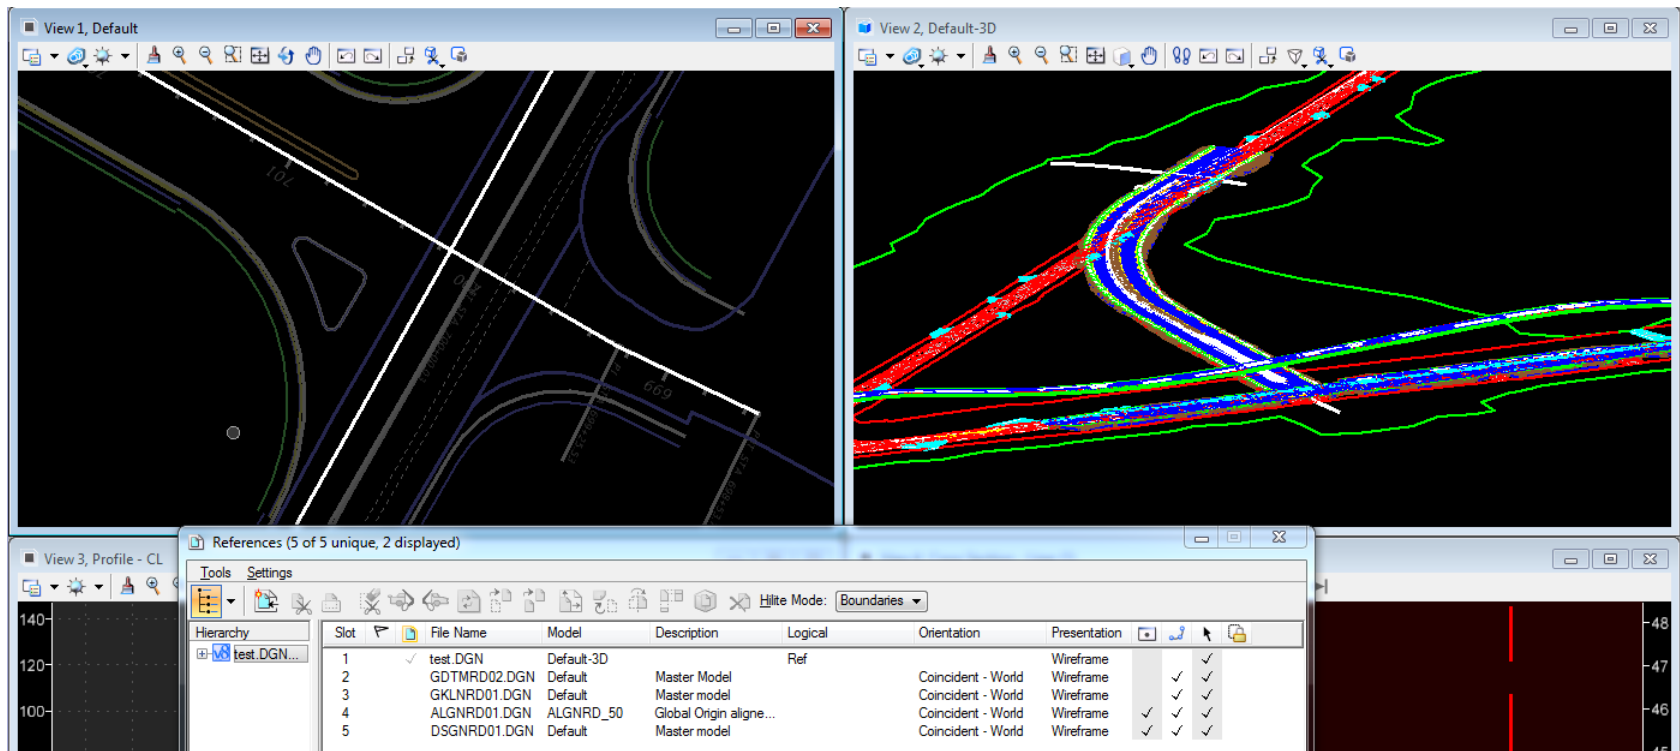 View 1, Default
View 2, Default-3D
701
699
View 3, Profile - CL
140
120
100
References (5 of 5 unique, 2 displayed)
Tools Settings
Hilite Mode: Boundaries
Hierarchy
test.DGN...
Slot File Name Model Description Logical Orientation Presentation
1 test.DGN Default-3D Ref Wireframe
2 GDTMRD02.DGN Default Master Model Coincident - World Wireframe
3 GKLNRD01.DGN Default Master model Coincident - World Wireframe
4 ALGNRD01.DGN ALGNRD_50 Global Origin aligne... Coincident - World Wireframe
5 DSGNRD01.DGN Default Master model Coincident - World Wireframe
48
47
46